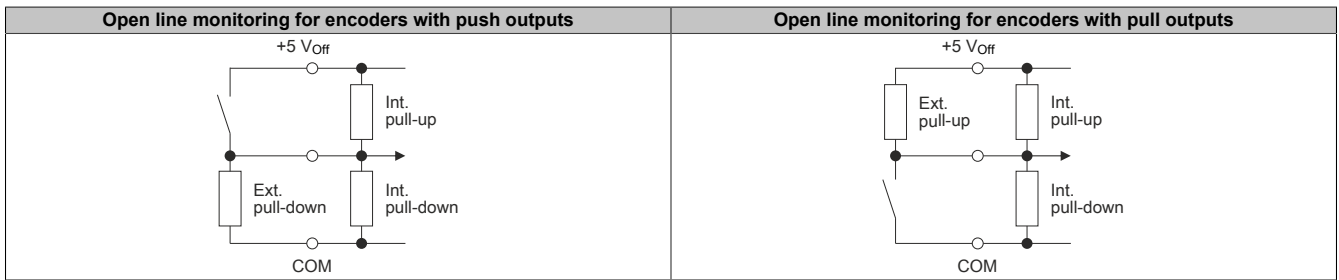 Open line monitoring for encoders with push outputs
+5 VOff
Int.
pull-up
Ext.
pull-down
Int.
pull-down
COM
Open line monitoring for encoders with pull outputs
+5 VOff
Ext.
pull-up
Int.
pull-up
Int.
pull-down
COM